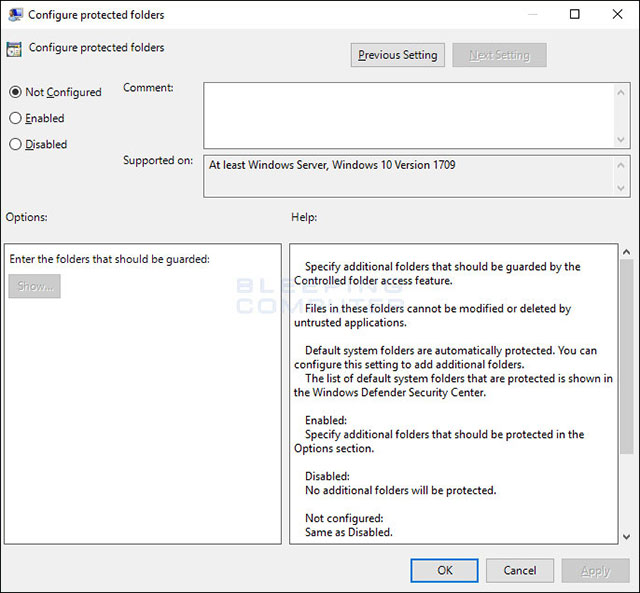 Configure protected folders
Configure protected folders
Previous Setting
Next Setting
Not Configured
Enabled
Disabled
Comment:
Supported on:
At least Windows Server, Windows 10 Version 1709
Options:
Help:
Enter the folders that should be guarded:
Show...
Specify additional folders that should be guarded by the
Controlled folder access feature.
Files in these folders cannot be modified or deleted by
untrusted applications.
Default system folders are automatically protected. You can
configure this setting to add additional folders.
The list of default system folders that are protected is shown in
the Windows Defender Security Center.
Enabled:
Specify additional folders that should be protected in the
Options section.
Disabled:
No additional folders will be protected.
Not configured:
Same as Disabled.
BLEEPING
COMPUTER
OK
Cancel
Apply